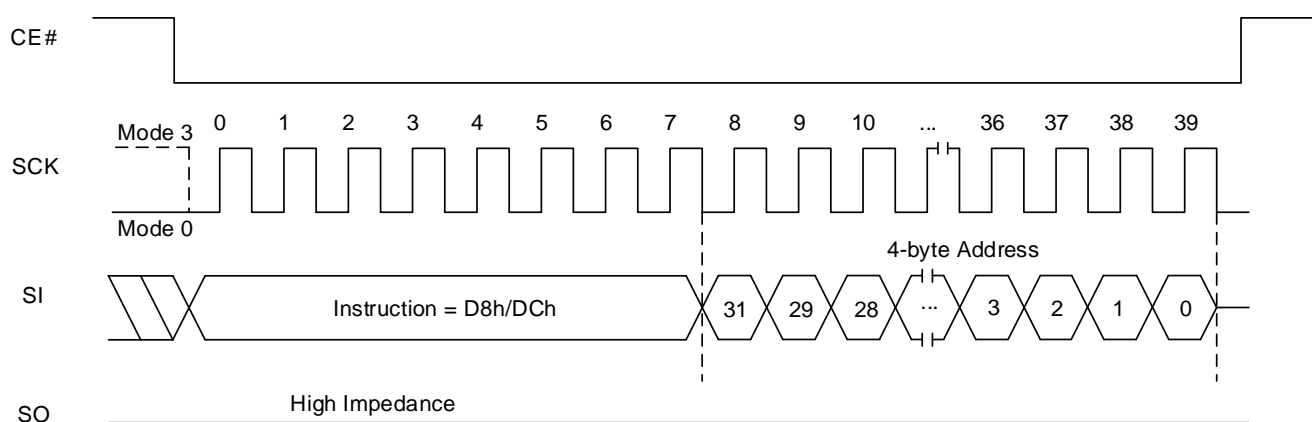 CE#
Mode 3 0 1 2 3 4 5 6 7 8 9 10 ... 36 37 38 39
SCK
Mode 0
4-byte Address
SI Instruction = D8h/DCh 31 29 28 ... 3 2 1 0
High Impedance
SO